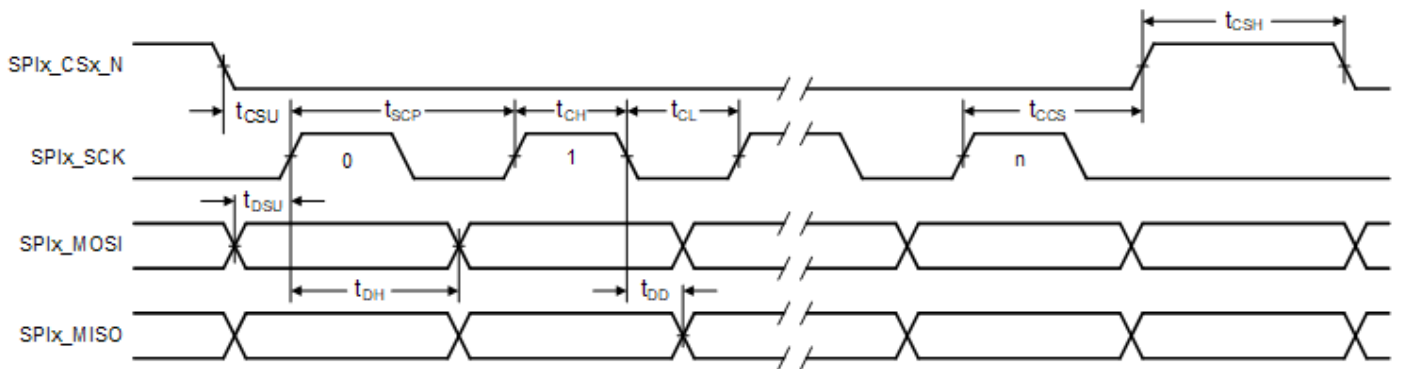 tCSH
SPIx_CSx_N
tCSU tSCP tCH tCL tCCS
SPIx_SCK 0 1 n
tDSU
SPIx_MOSI
tDH tDD
SPIx_MISO